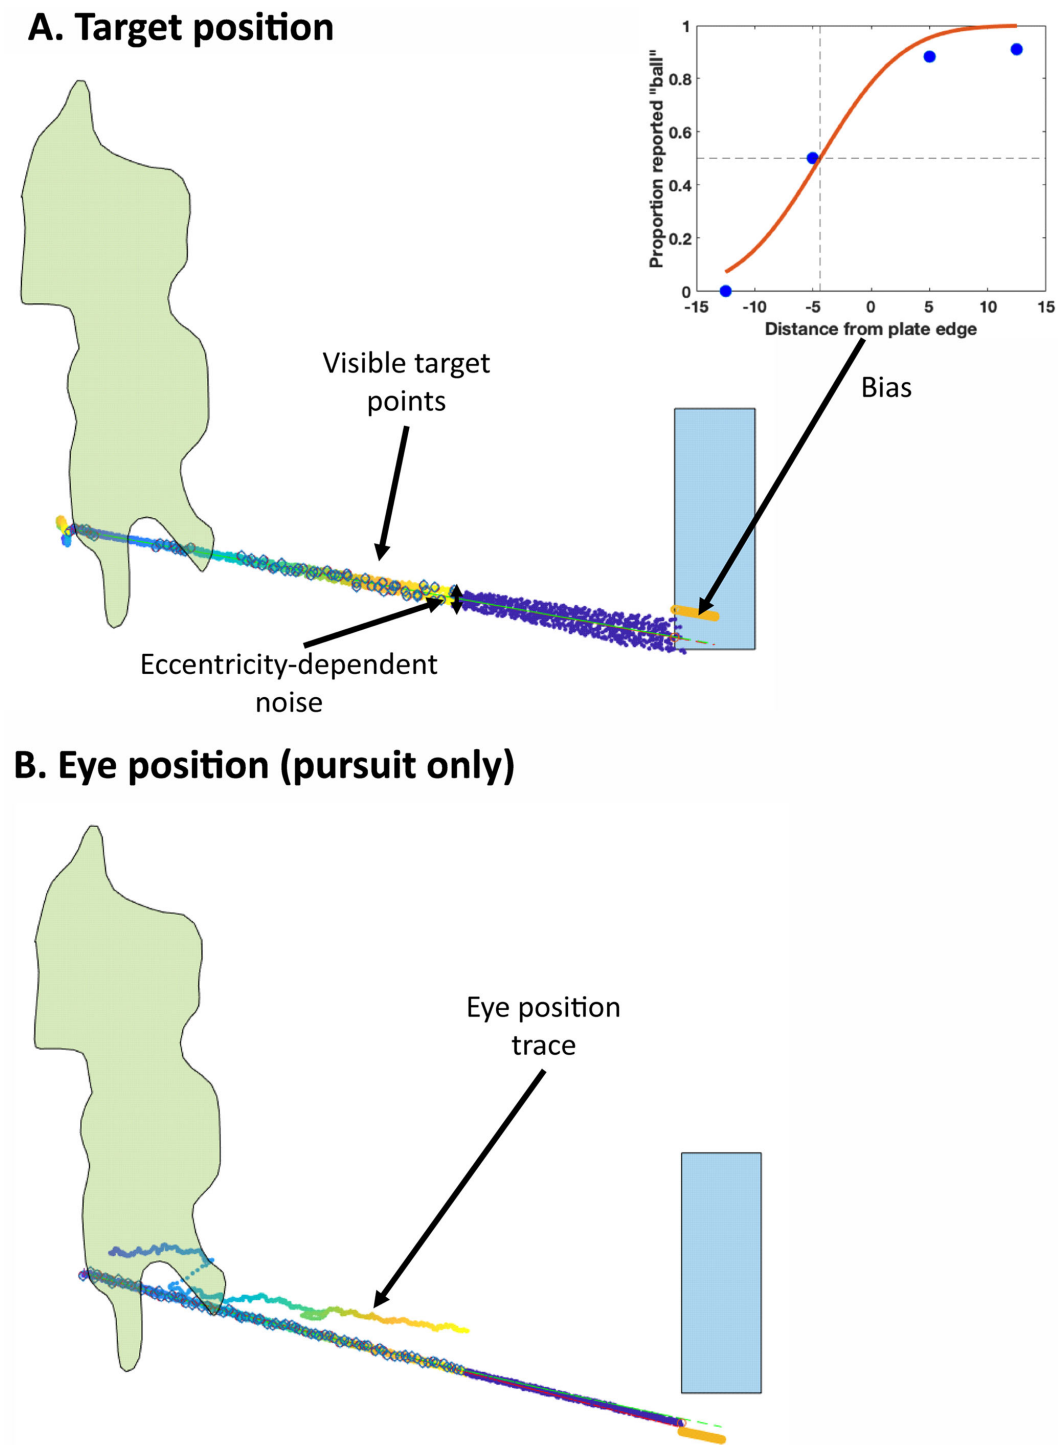 A. Target position
1
0.8
0.6
0.4
0.2
0
-15
-10
-5
0
5
10
15
Proportion reported "ball"
Distance from plate edge
Visible target
points
Bias
Eccentricity-dependent
noise
B. Eye position (pursuit only)
Eye position
trace